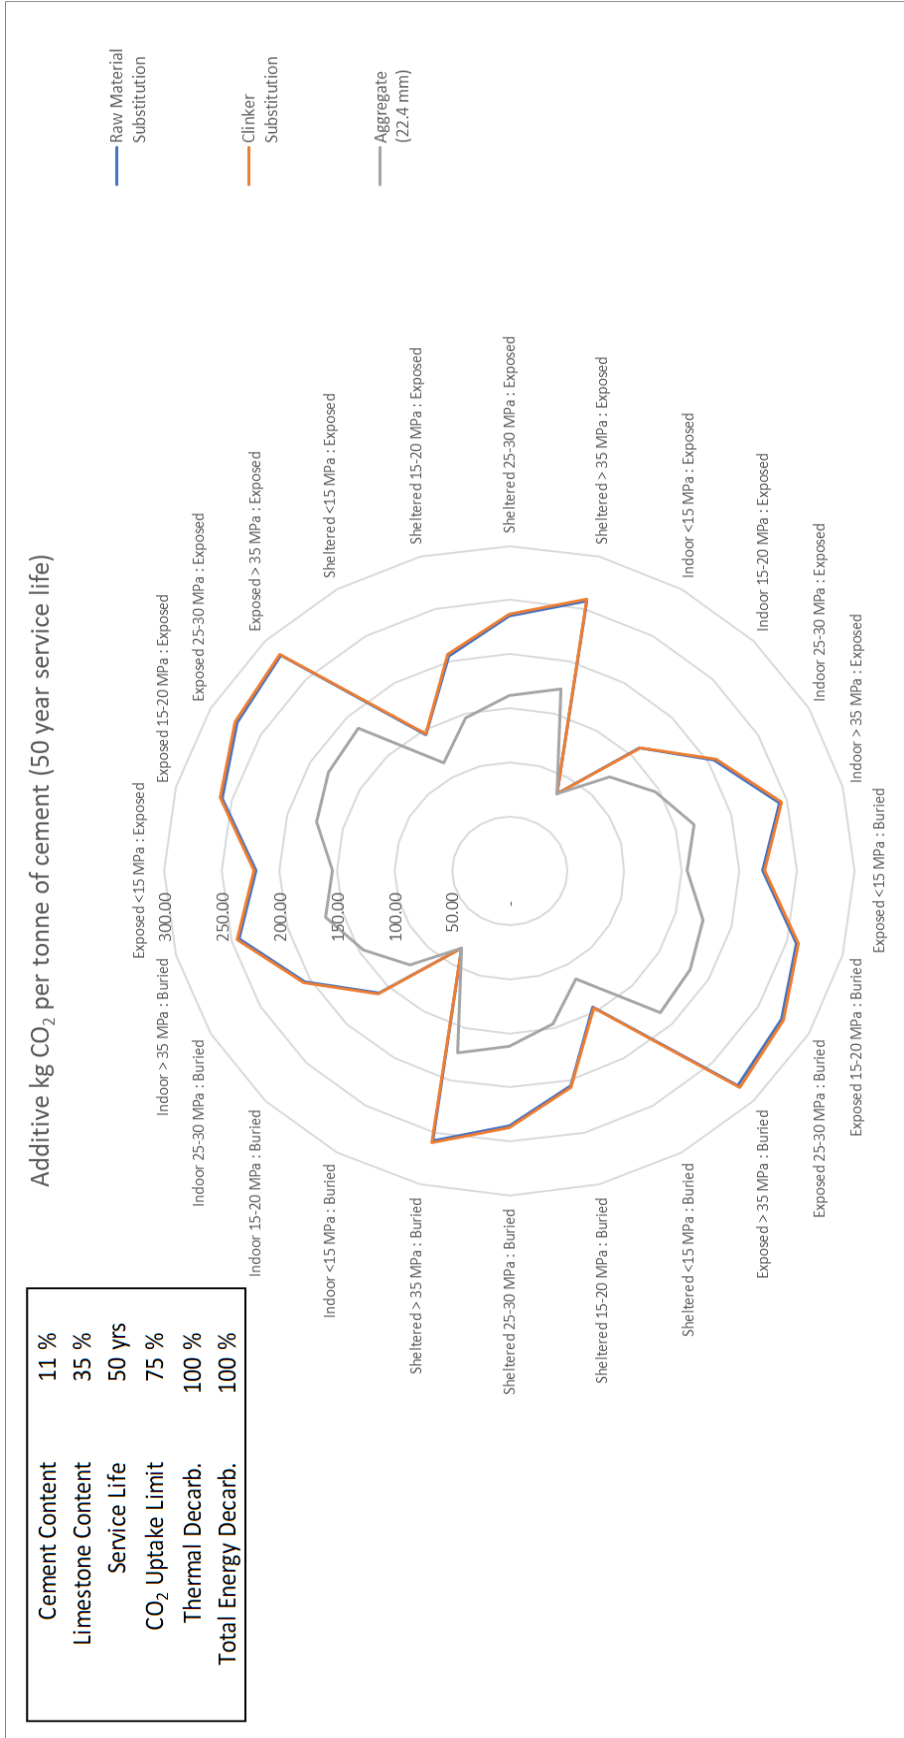 Cement Content 11 %
Limestone Content 35 %
Service Life 50 yrs
CO₂ Uptake Limit 75 %
Thermal Decarb. 100 %
Total Energy Decarb. 100 %
Additive kg CO₂ per tonne of cement (50 year service life)
Raw Material
Substitution
Clinker
Substitution
Aggregate
(22.4 mm)
Exposed <15 MPa : Exposed
Exposed 15-20 MPa : Exposed
Exposed 25-30 MPa : Exposed
Exposed > 35 MPa : Exposed
Sheltered <15 MPa : Exposed
Sheltered 15-20 MPa : Exposed
Sheltered 25-30 MPa : Exposed
Sheltered > 35 MPa : Exposed
Indoor <15 MPa : Exposed
Indoor 15-20 MPa : Exposed
Indoor 25-30 MPa : Exposed
Indoor > 35 MPa : Exposed
Exposed <15 MPa : Buried
Exposed 15-20 MPa : Buried
Exposed 25-30 MPa : Buried
Exposed > 35 MPa : Buried
Sheltered <15 MPa : Buried
Sheltered 15-20 MPa : Buried
Sheltered 25-30 MPa : Buried
Sheltered > 35 MPa : Buried
Indoor <15 MPa : Buried
Indoor 15-20 MPa : Buried
Indoor 25-30 MPa : Buried
Indoor > 35 MPa : Buried
300.00
250.00
200.00
150.00
100.00
50.00
-